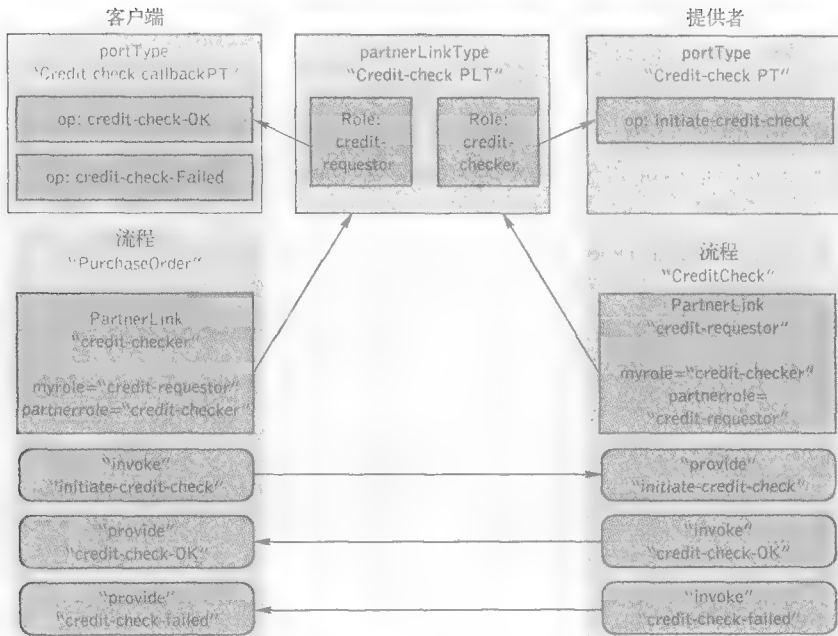 客户端
portType
"Credit check callbackPT"
op: credit-check-OK
op: credit-check-Failed
partnerLinkType
"Credit-check PLT"
Role:
credit-
requestor
Role:
credit-
checker
提供者
portType
"Credit-check PT"
op: Initiate-credit-check
流程
"PurchaseOrder"
PartnerLink
"credit-checker"
myrole="credit-requestor"
partnerrole="credit-checker"
流程
"CreditCheck"
PartnerLink
"credit-requestor"
myrole="credit-checker"
partnerrole=
"credit-requestor"
"invoke"
"initiate-credit-check"
"provide"
"initiate-credit-check"
"provide"
"credit-check-OK"
"invoke"
"credit-check-OK"
"provide"
"credit-check-failed"
"invoke"
"credit-check-failed"